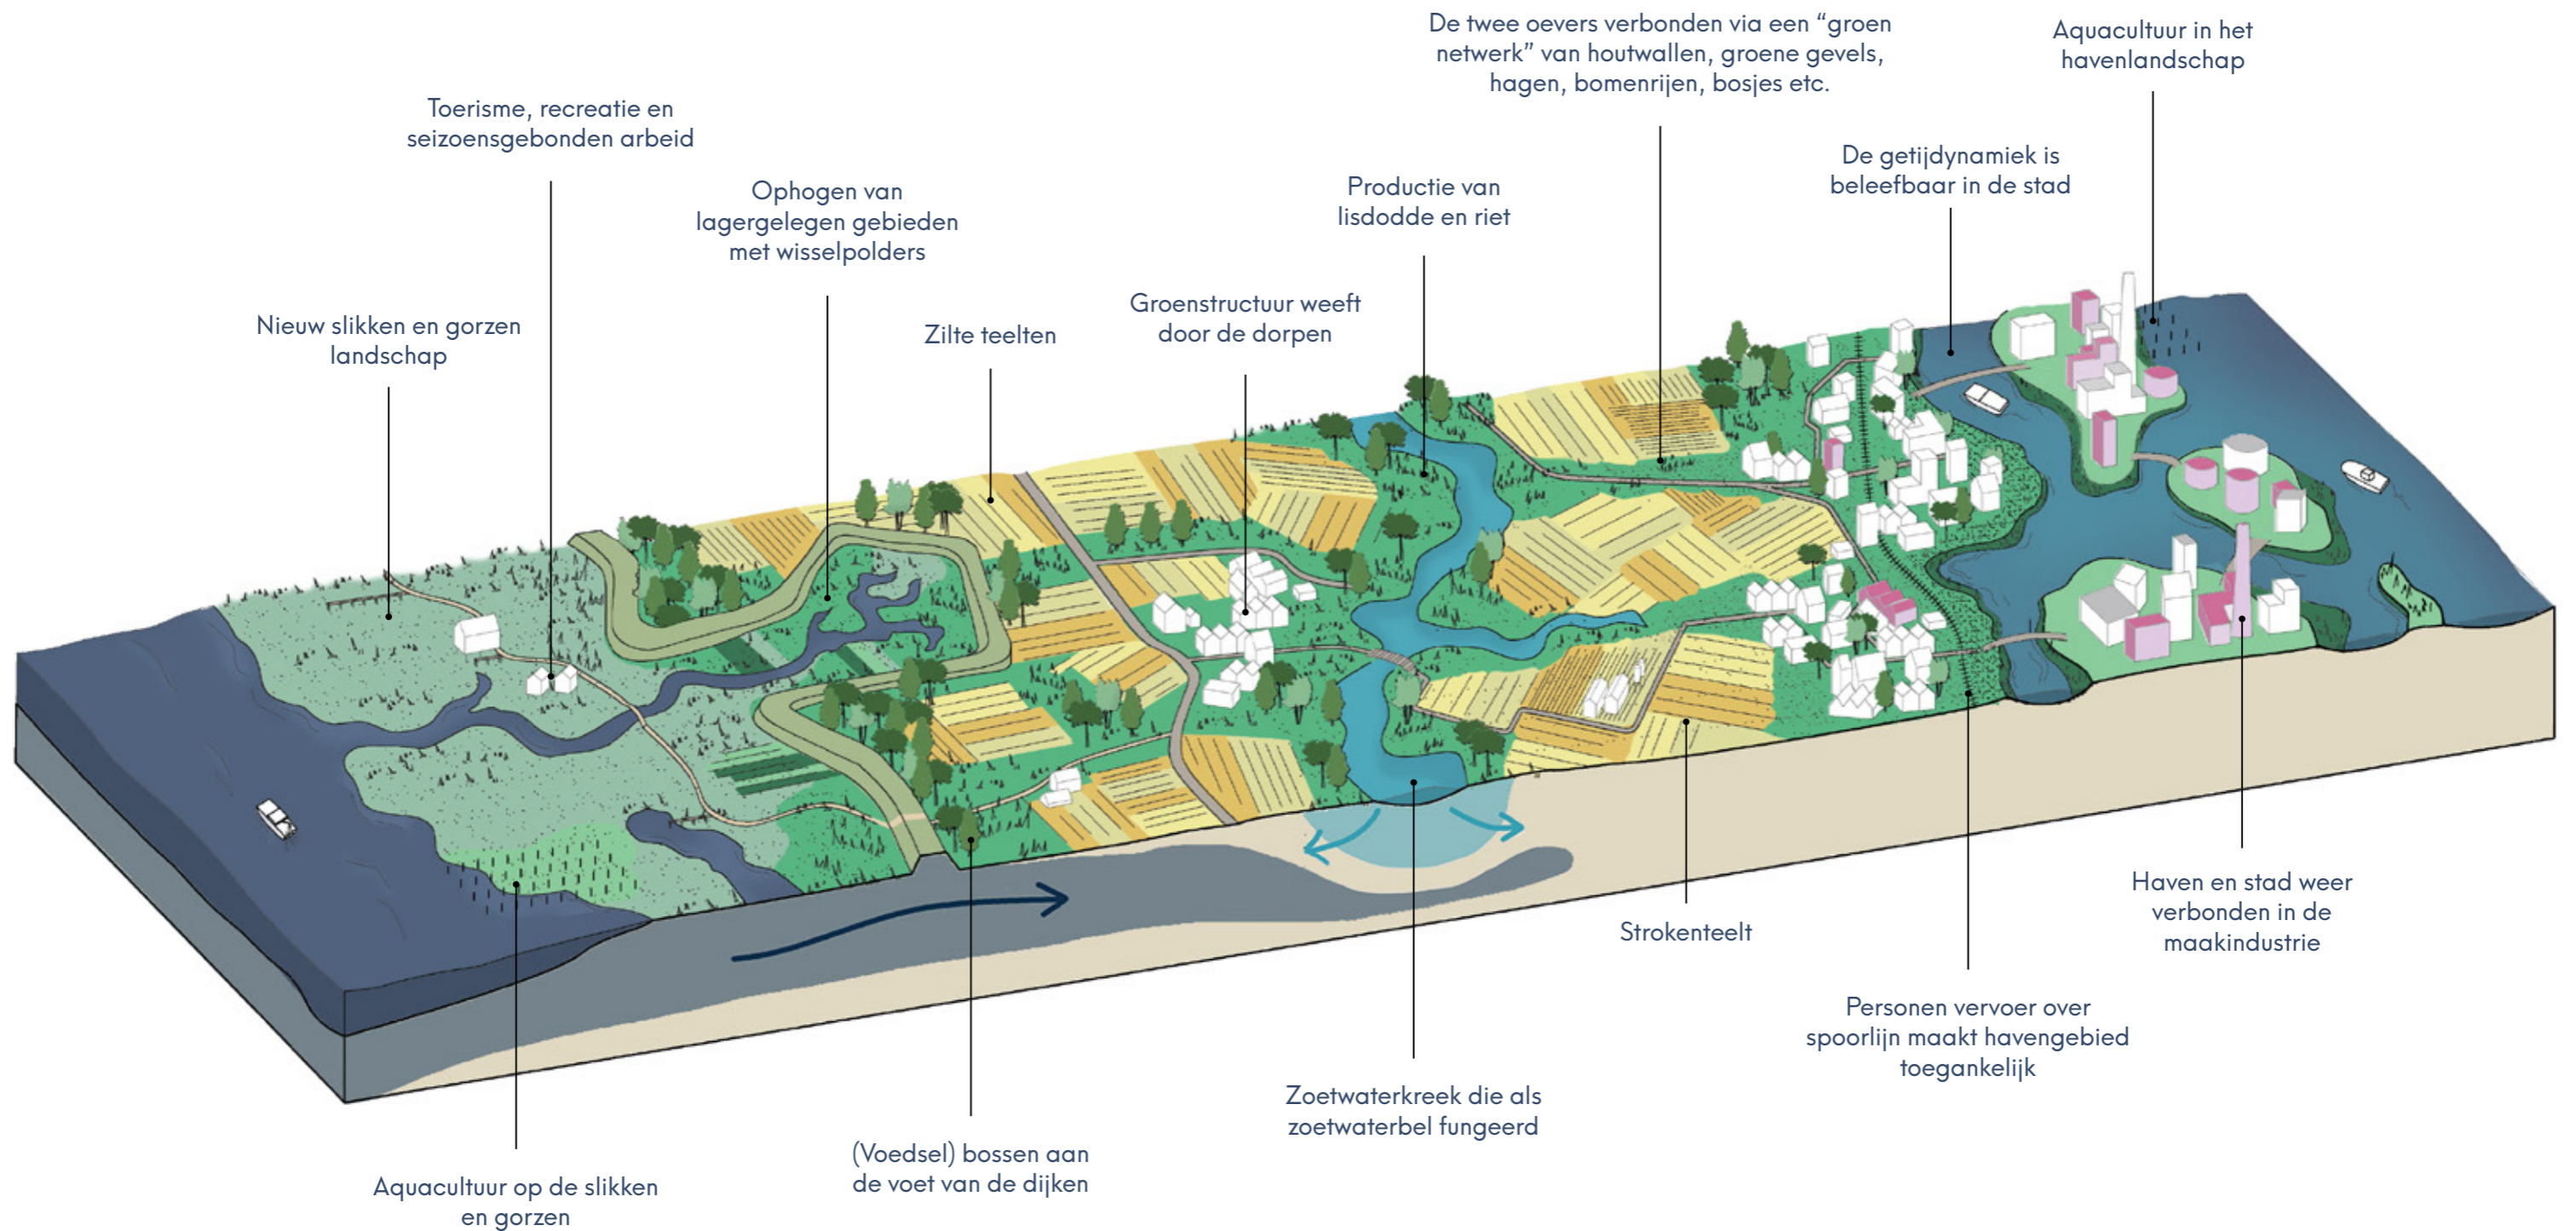 De twee oevers verbonden via een “groen
netwerk” van houtwallen, groene gevels,
hagen, bomenrijen, bosjes etc.
Aquacultuur in het
havenlandschap
Toerisme, recreatie en
seizoensgebonden arbeid
De getijdynamiek is
beleefbaar in de stad
Ophogen van
lagergelegen gebieden
met wisselpolders
Productie van
lisdodde en riet
Groenstructuur weeft
door de dorpen
Nieuw slikken en gorzen
landschap
Zilte teelten
Haven en stad weer
verbonden in de
maakindustrie
Strokenteelt
Personen vervoer over
spoorlijn maakt havengebied
toegankelijk
Zoetwaterkreek die als
zoetwaterbel fungeerd
(Voedsel) bossen aan
de voet van de dijken
Aquacultuur op de slikken
en gorzen